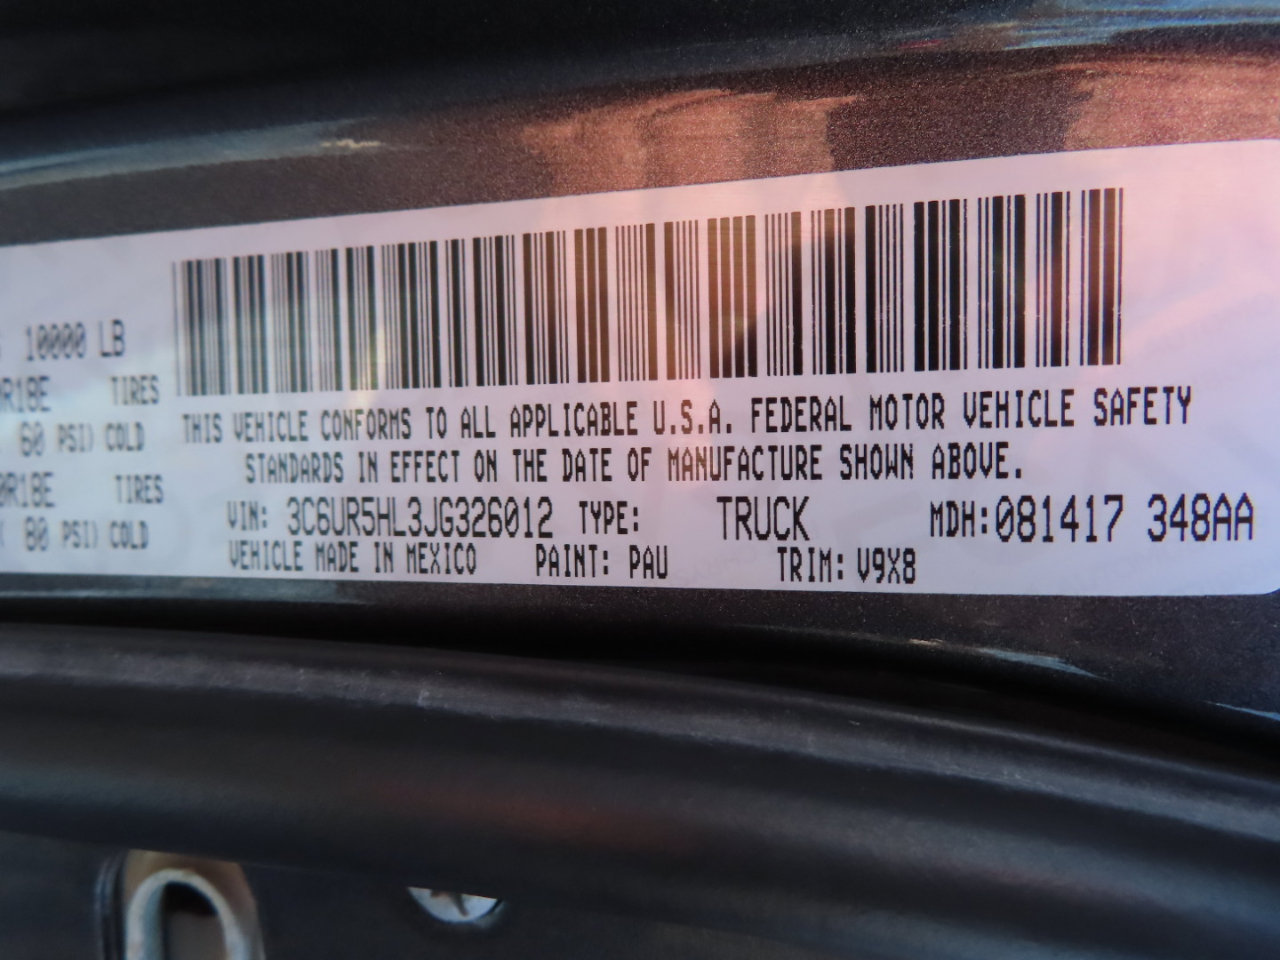 10000 LB
0R18E TIRES
60 PSI) COLD
0R18E TIRES
80 PSI) COLD
THIS VEHICLE CONFORMS TO ALL APPLICABLE U.S.A. FEDERAL MOTOR VEHICLE SAFETY
STANDARDS IN EFFECT ON THE DATE OF MANUFACTURE SHOWN ABOVE.
VIN: 3C6UR5HL3JG326012 TYPE: TRUCK MDH:081417 348AA
VEHICLE MADE IN MEXICO PAINT: PAU TRIM: V9X8